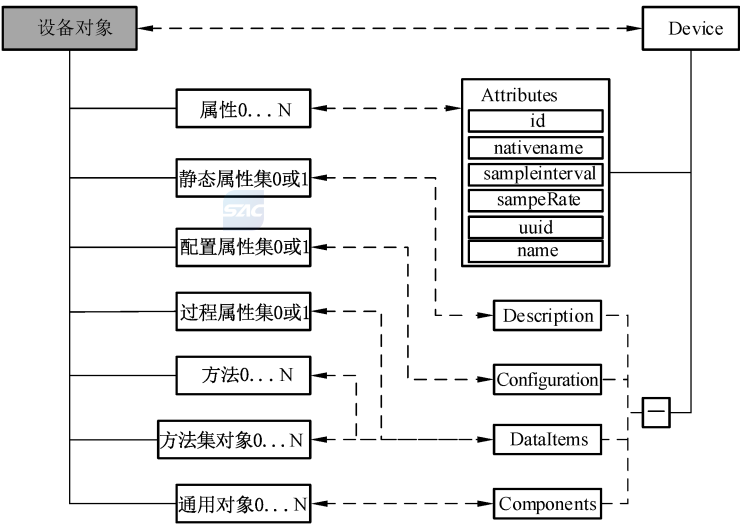 设备对象
Device
属性0...N
Attributes
id
nativename
sampleinterval
sampeRate
uuid
name
静态属性集0或1
SAC
配置属性集0或1
过程属性集0或1
Description
方法0...N
Configuration
方法集对象0...N
DataItems
通用对象0...N
Components